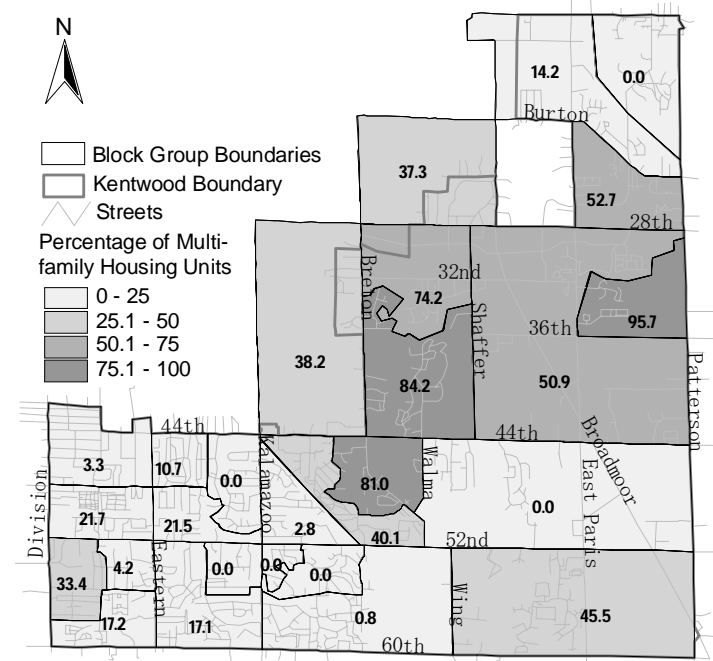 N
14.2
0.0
Burton
Block Group Boundaries
Kentwood Boundary
Streets
37.3
52.7
28th
Percentage of Multi-
family Housing Units
0 - 25
25.1 - 50
50.1 - 75
75.1 - 100
Breton
32nd
74.2
Shaffer
36th
95.7
38.2
84.2
50.9
Patterson
44th
44th
Broadmoor
Kalamazoo
Walma
East Paris
Division
3.3
10.7
0.0
81.0
0.0
21.7
21.5
2.8
40.1
52nd
33.4
4.2
Eastern
0.0
0.0
0.0
Wing
17.2
17.1
0.8
45.5
60th